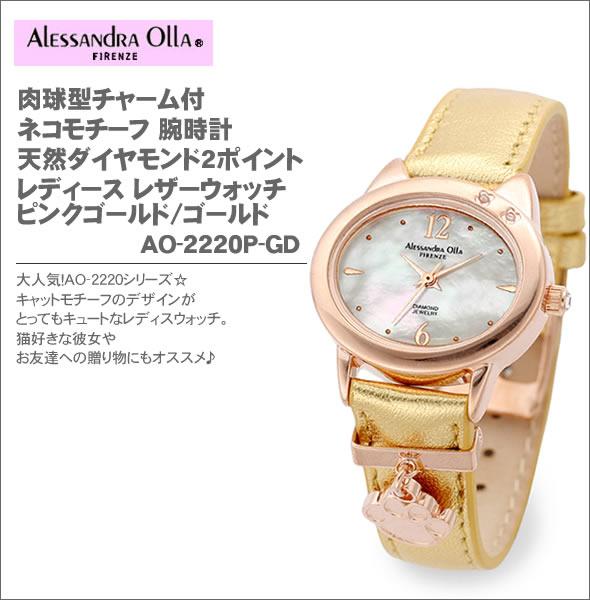 ALESSANDRA OLLA®
FIRENZE
肉球型チャーム付
ネコモチーフ 腕時計
天然ダイヤモンド2ポイント
レディース レザーウォッチ
ピンクゴールド/ゴールド
AO-2220P-GD
大人気!AO-2220シリーズ☆
キャットモチーフのデザインが
とってもキュートなレディスウォッチ。
猫好きな彼女や
お友達への贈り物にもオススメ♪
12
ALESSANDRA OLLA
FIRENZE
DIAMOND
JEWELRY
6